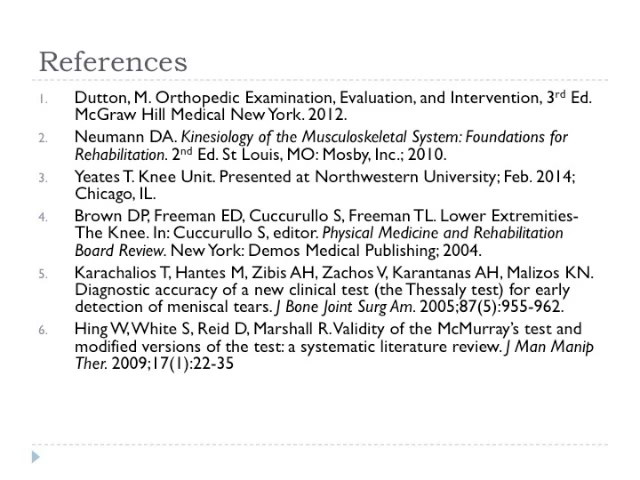 References
1. Dutton, M. Orthopedic Examination, Evaluation, and Intervention, 3rd Ed.
McGraw Hill Medical New York. 2012.
2. Neumann DA. Kinesiology of the Musculoskeletal System: Foundations for
Rehabilitation. 2nd Ed. St Louis, MO: Mosby, Inc.; 2010.
3. Yeates T. Knee Unit. Presented at Northwestern University; Feb. 2014;
Chicago, IL.
4. Brown DP, Freeman ED, Cuccurullo S, Freeman TL. Lower Extremities-
The Knee. In: Cuccurullo S, editor. Physical Medicine and Rehabilitation
Board Review. New York: Demos Medical Publishing; 2004.
5. Karachalios T, Hantes M, Zibis AH, Zachos V, Karantanas AH, Malizos KN.
Diagnostic accuracy of a new clinical test (the Thessaly test) for early
detection of meniscal tears. J Bone Joint Surg Am. 2005;87(5):955-962.
6. Hing W, White S, Reid D, Marshall R. Validity of the McMurray's test and
modified versions of the test: a systematic literature review. J Man Manip
Ther. 2009;17(1):22-35